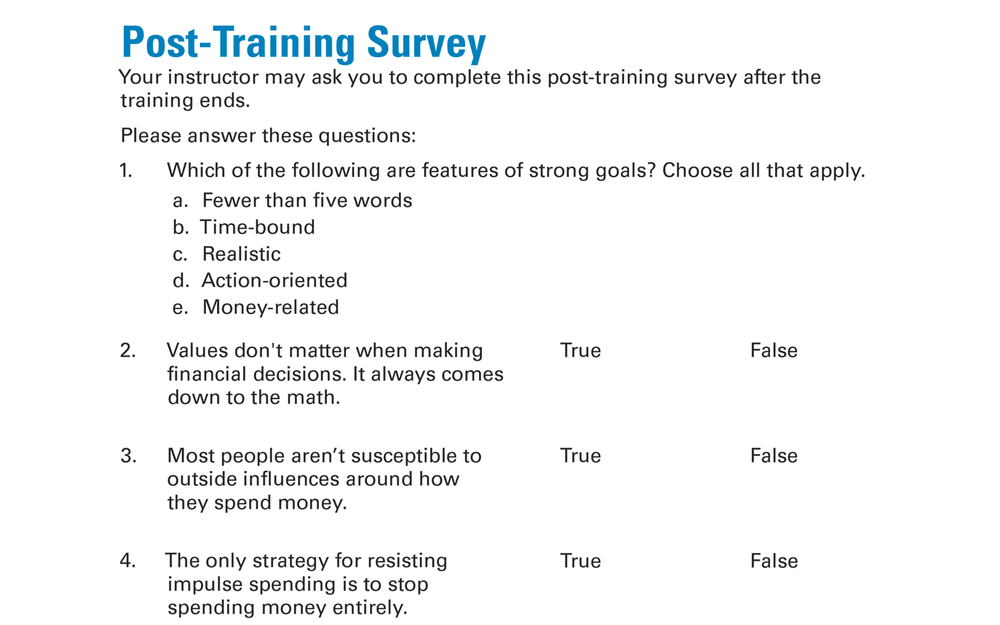 Post-Training Survey
Your instructor may ask you to complete this post-training survey after the
training ends.
Please answer these questions:
1. Which of the following are features of strong goals? Choose all that apply.
a. Fewer than five words
b. Time-bound
c. Realistic
d. Action-oriented
e. Money-related
2. Values don't matter when making True False
financial decisions. It always comes
down to the math.
3. Most people aren’t susceptible to True False
outside influences around how
they spend money.
4. The only strategy for resisting True False
impulse spending is to stop
spending money entirely.